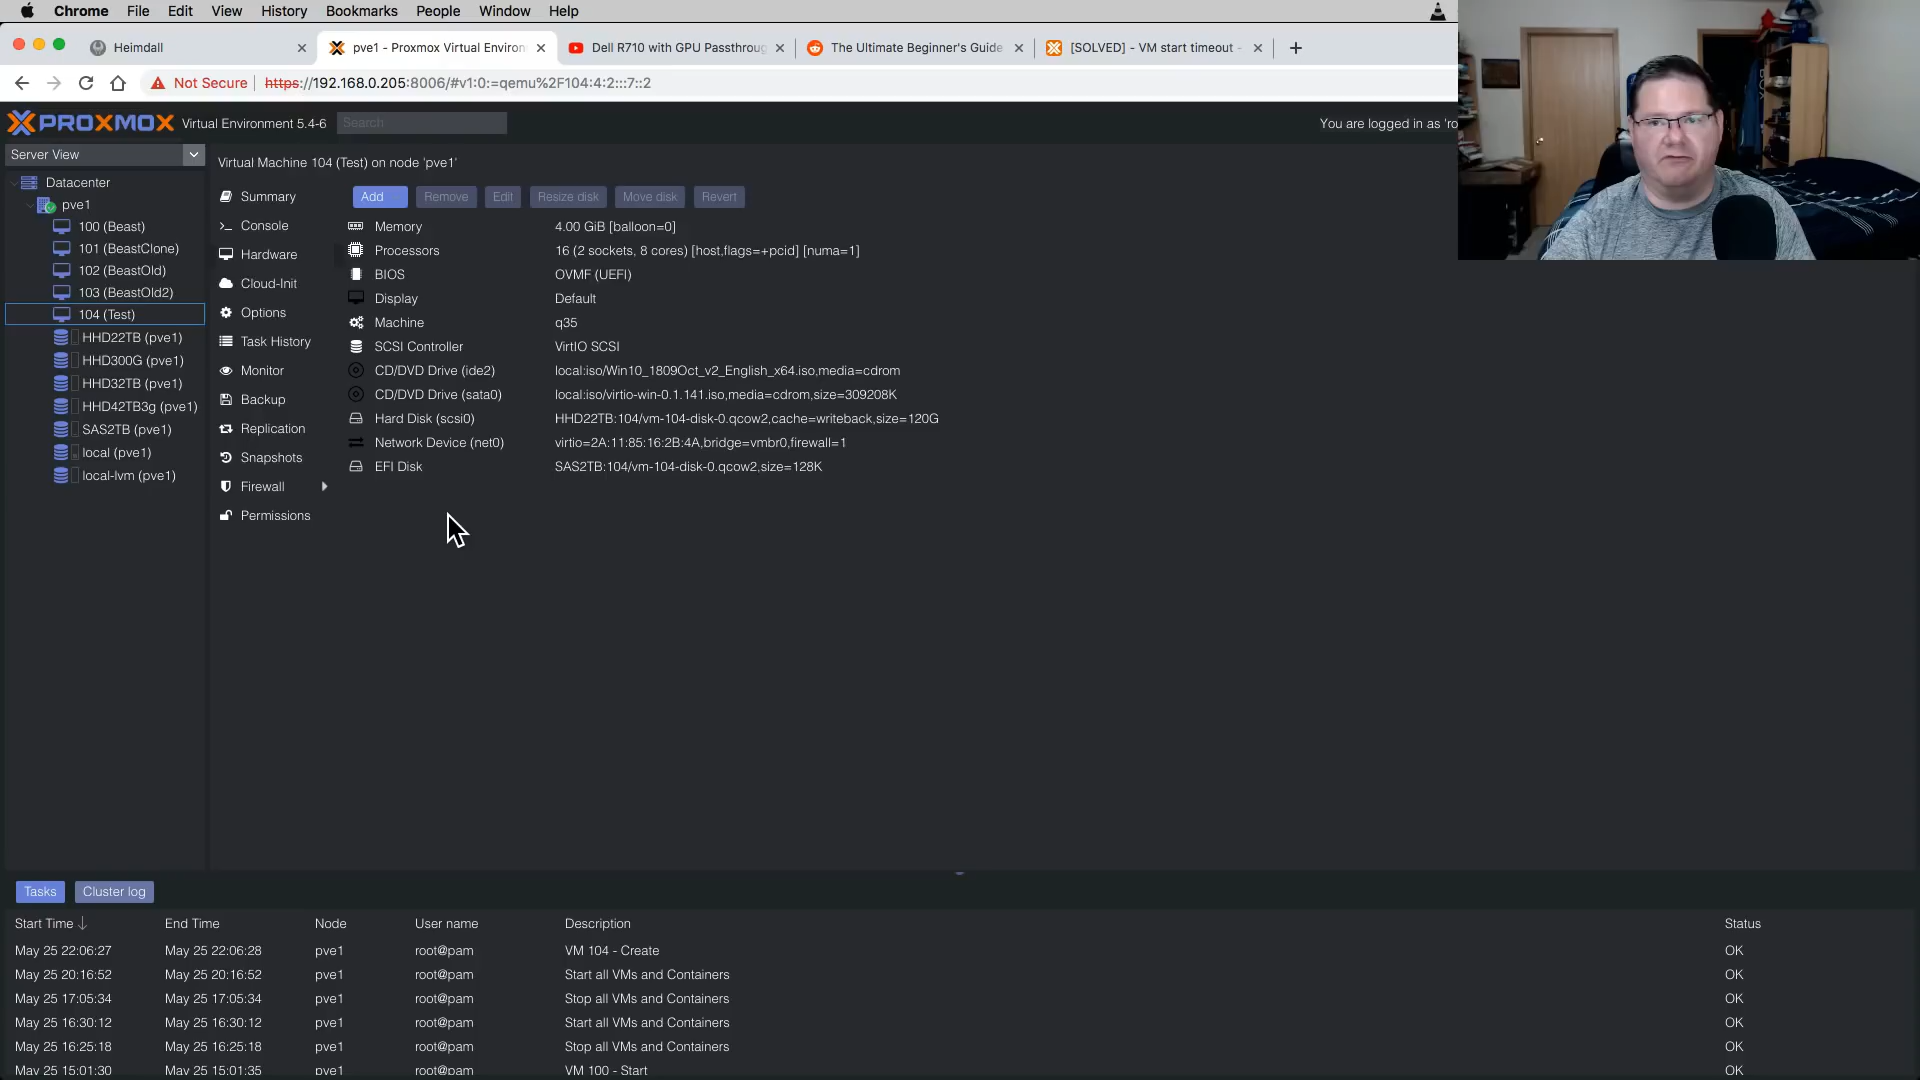 Chrome File Edit View History Bookmarks People Window Help
Heimdall
pve1 - Proxmox Virtual Environ
Dell R710 with GPU Passthroug
The Ultimate Beginner's Guide
[SOLVED] - VM start timeout -
Not Secure https://192.168.0.205:8006/#v1:0:=qemu%2F104:4:2:::7::2
PROXMOX Virtual Environment 5.4-6 Search You are logged in as 'ro
Server View
Virtual Machine 104 (Test) on node 'pve1'
Datacenter
pve1
100 (Beast)
101 (BeastClone)
102 (BeastOld)
103 (BeastOld2)
104 (Test)
HHD22TB (pve1)
HHD300G (pve1)
HHD32TB (pve1)
HHD42TB3g (pve1)
SAS2TB (pve1)
local (pve1)
local-lvm (pve1)
Summary
Console
Hardware
Cloud-Init
Options
Task History
Monitor
Backup
Replication
Snapshots
Firewall
Permissions
Add Remove Edit Resize disk Move disk Revert
Memory 4.00 GiB [balloon=0]
Processors 16 (2 sockets, 8 cores) [host,flags=+pcid] [numa=1]
BIOS OVMF (UEFI)
Display Default
Machine q35
SCSI Controller VirtIO SCSI
CD/DVD Drive (ide2) local:iso/Win10_1809Oct_v2_English_x64.iso,media=cdrom
CD/DVD Drive (sata0) local:iso/virtio-win-0.1.141.iso,media=cdrom,size=309208K
Hard Disk (scsi0) HHD22TB:104/vm-104-disk-0.qcow2,cache=writeback,size=120G
Network Device (net0) virtio=2A:11:85:16:2B:4A,bridge=vmbr0,firewall=1
EFI Disk SAS2TB:104/vm-104-disk-0.qcow2,size=128K
Tasks Cluster log
Start Time End Time Node User name Description Status
May 25 22:06:27 May 25 22:06:28 pve1 root@pam VM 104 - Create OK
May 25 20:16:52 May 25 20:16:52 pve1 root@pam Start all VMs and Containers OK
May 25 17:05:34 May 25 17:05:34 pve1 root@pam Stop all VMs and Containers OK
May 25 16:30:12 May 25 16:30:12 pve1 root@pam Start all VMs and Containers OK
May 25 16:25:18 May 25 16:25:18 pve1 root@pam Stop all VMs and Containers OK
May 25 15:01:30 May 25 15:01:35 pve1 root@pam VM 100 - Start OK